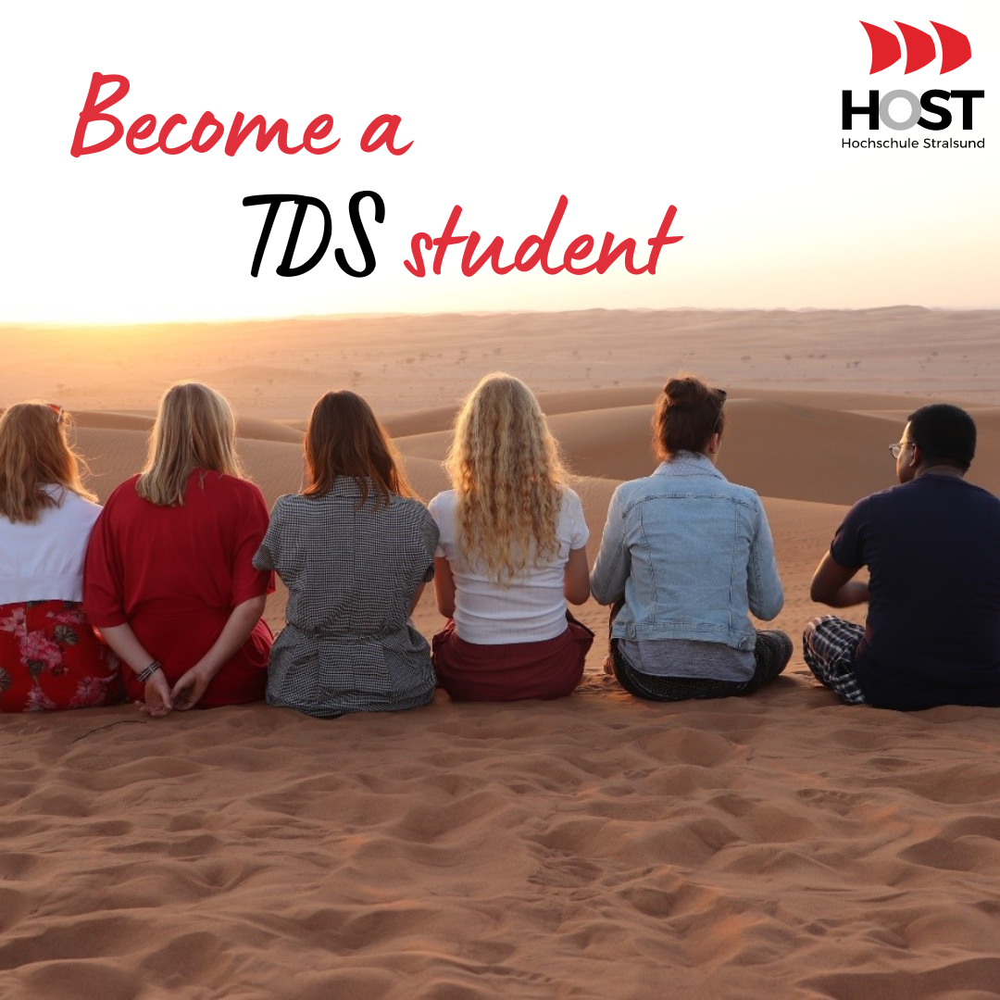 Become a
TDS student
HOST
Hochschule Stralsund